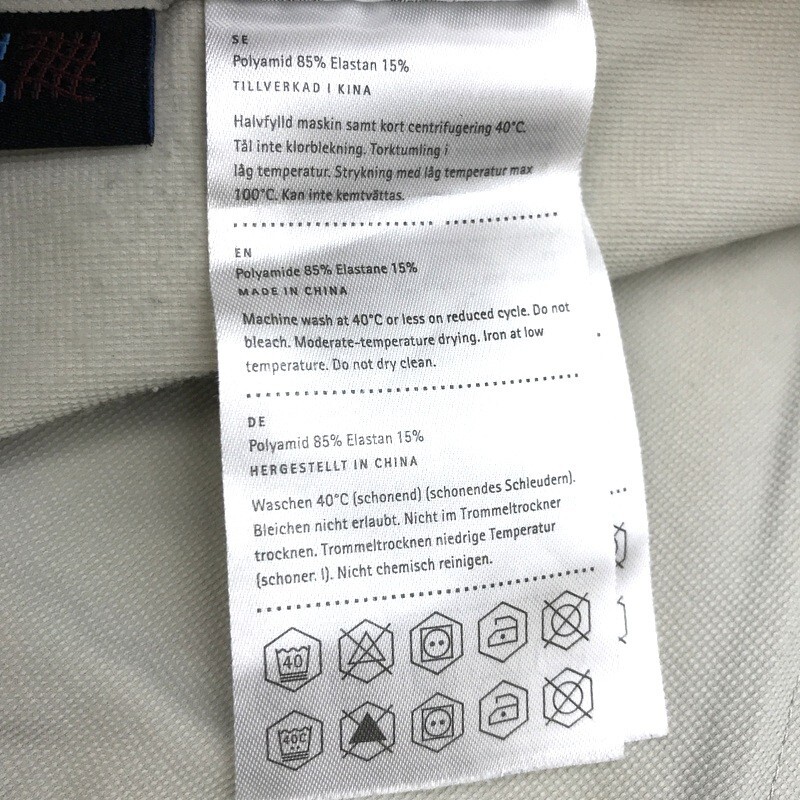 SE
Polyamid 85% Elastan 15%
TILLVERKAD I KINA
Halvfylld maskin samt kort centrifugering 40°C.
Tål inte klorblekning. Torktumling i
låg temperatur. Strykning med låg temperatur max
100°C. Kan inte kemtvättas.
EN
Polyamide 85% Elastane 15%
MADE IN CHINA
Machine wash at 40°C or less on reduced cycle. Do not
bleach. Moderate-temperature drying. Iron at low
temperature. Do not dry clean.
DE
Polyamid 85% Elastan 15%
HERGESTELLT IN CHINA
Waschen 40°C (schonend) (schonendes Schleudern).
Bleichen nicht erlaubt. Nicht im Trommeltrockner
trocknen. Trommeltrocknen niedrige Temperatur
(schoner. I). Nicht chemisch reinigen.
40
40C